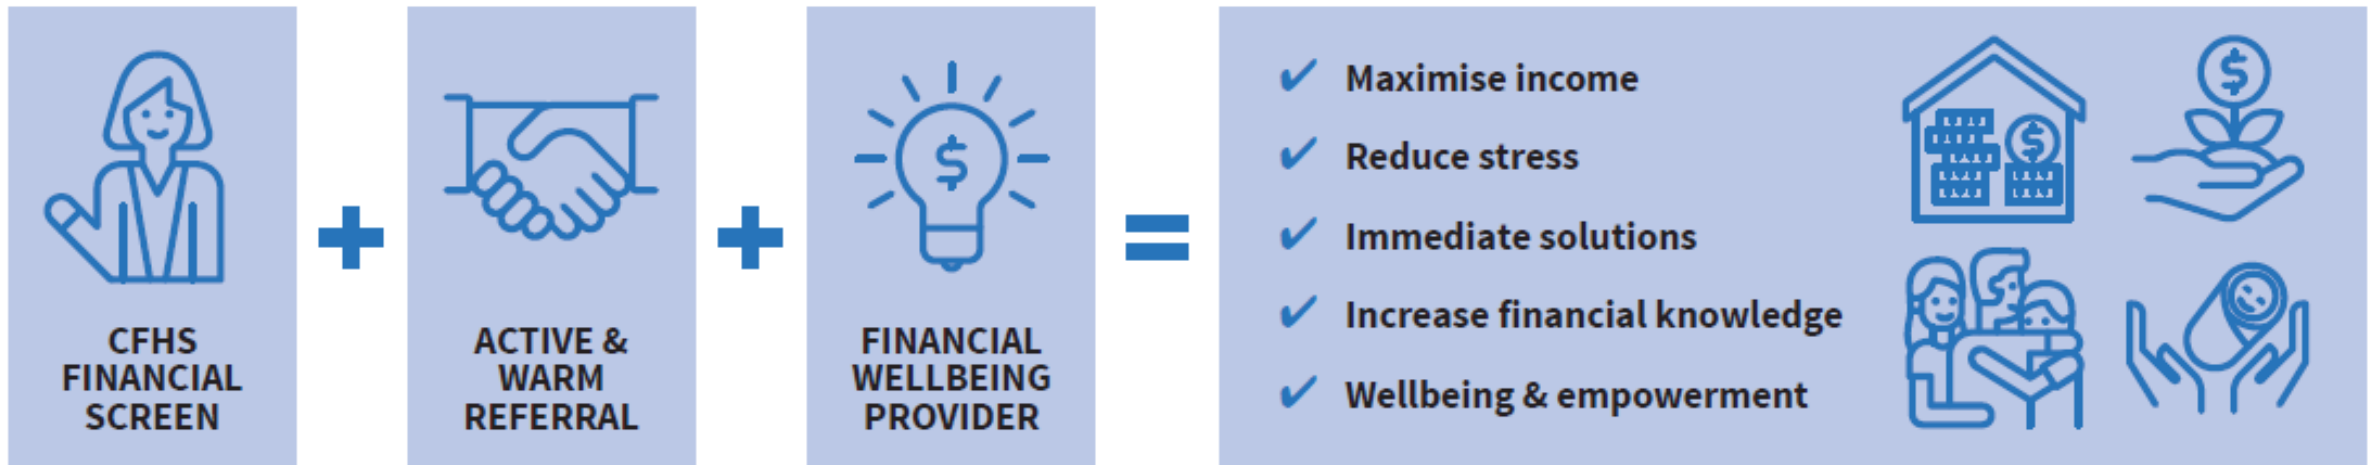 CFHS
FINANCIAL
SCREEN
+
ACTIVE &
WARM
REFERRAL
+
FINANCIAL
WELLBEING
PROVIDER
=
✔ Maximise income
✔ Reduce stress
✔ Immediate solutions
✔ Increase financial knowledge
✔ Wellbeing & empowerment